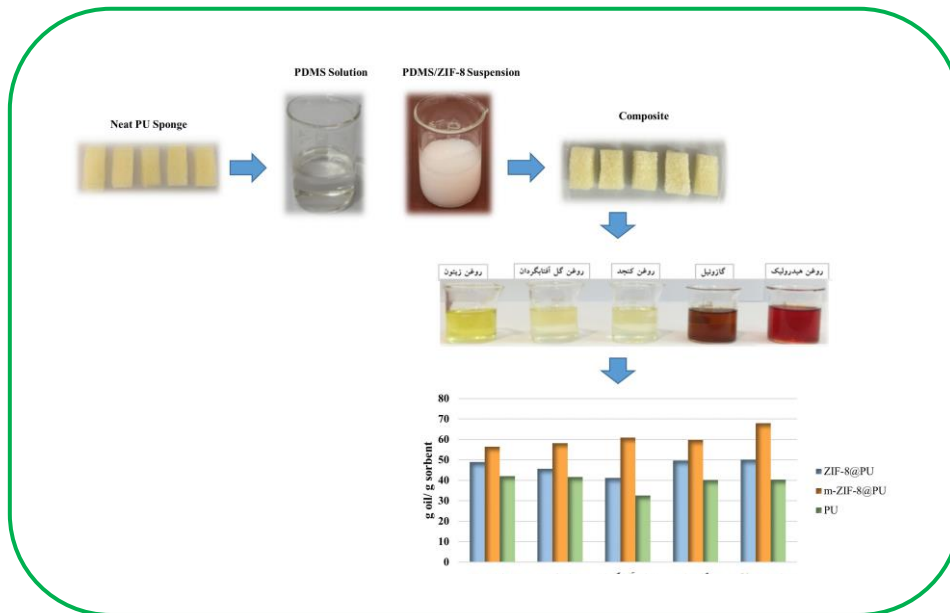 PDMS Solution
PDMS/ZIF-8 Suspension
Neat PU Sponge
Composite
روغن زیتون
روغن گل آفتابگردان
روغن کنجد
گازوئیل
روغن هیدرولیک
80
70
60
50
40
30
20
10
0
g oil/ g sorbent
ZIF-8@PU
m-ZIF-8@PU
PU